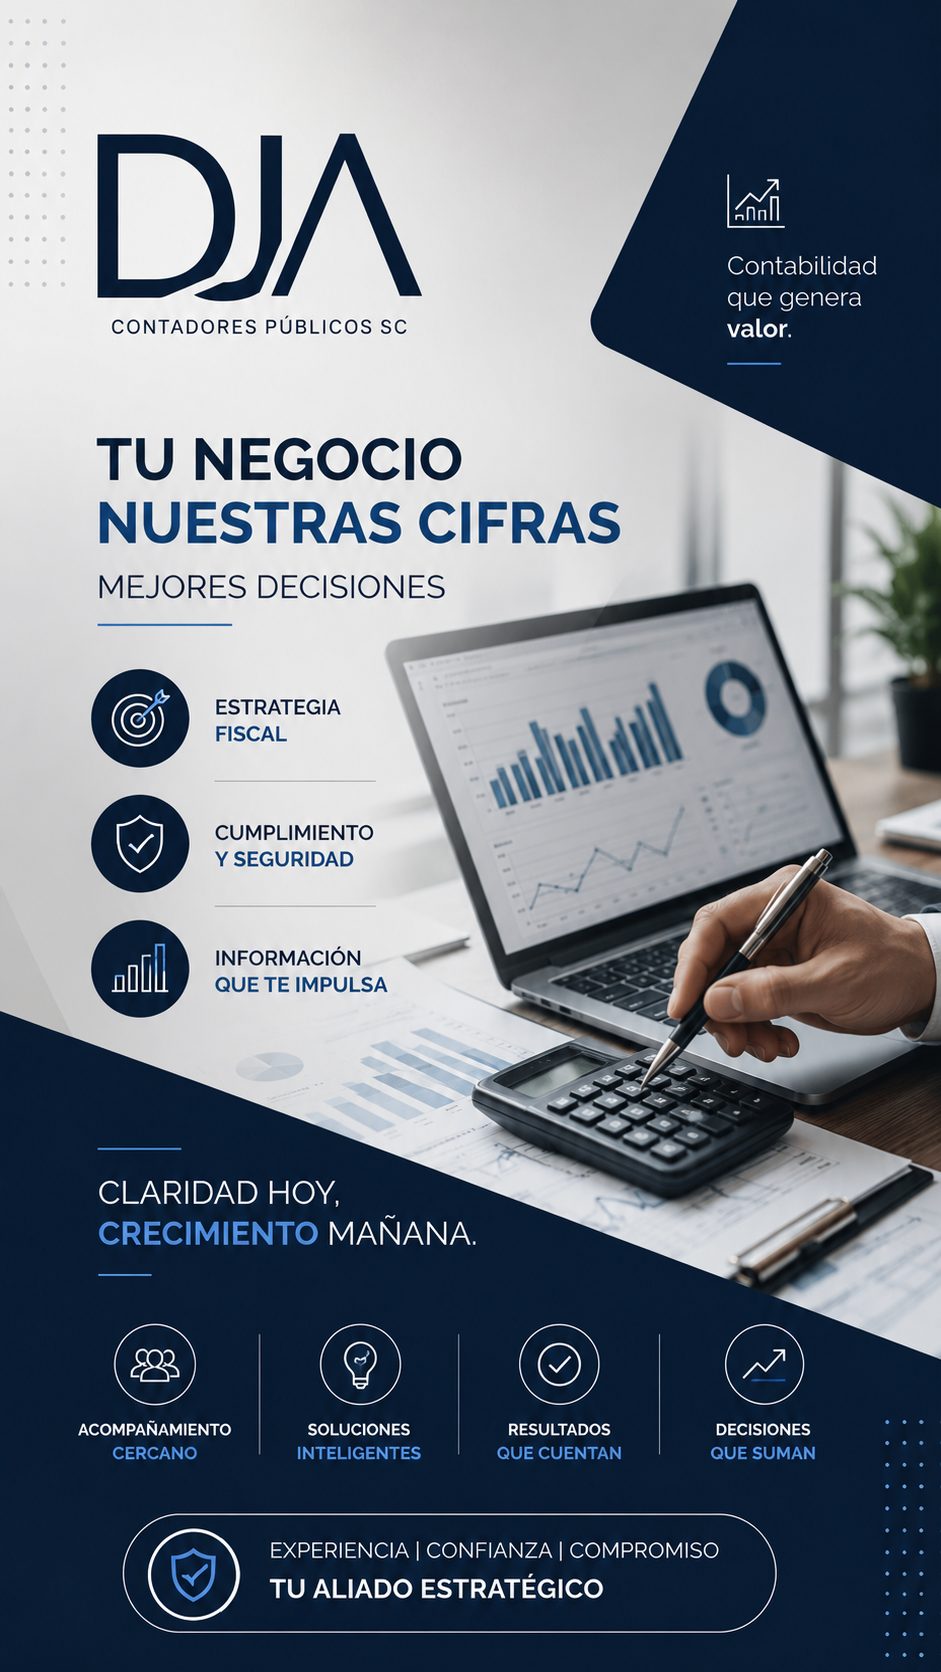 DJA
CONTADORES PÚBLICOS SC
Contabilidad
que genera
valor.
TU NEGOCIO
NUESTRAS CIFRAS
MEJORES DECISIONES
ESTRATEGIA
FISCAL
CUMPLIMIENTO
Y SEGURIDAD
INFORMACIÓN
QUE TE IMPULSA
CLARIDAD HOY,
CRECIMIENTO MAÑANA.
ACOMPAÑAMIENTO
CERCANO
SOLUCIONES
INTELIGENTES
RESULTADOS
QUE CUENTAN
DECISIONES
QUE SUMAN
EXPERIENCIA | CONFIANZA | COMPROMISO
TU ALIADO ESTRATÉGICO